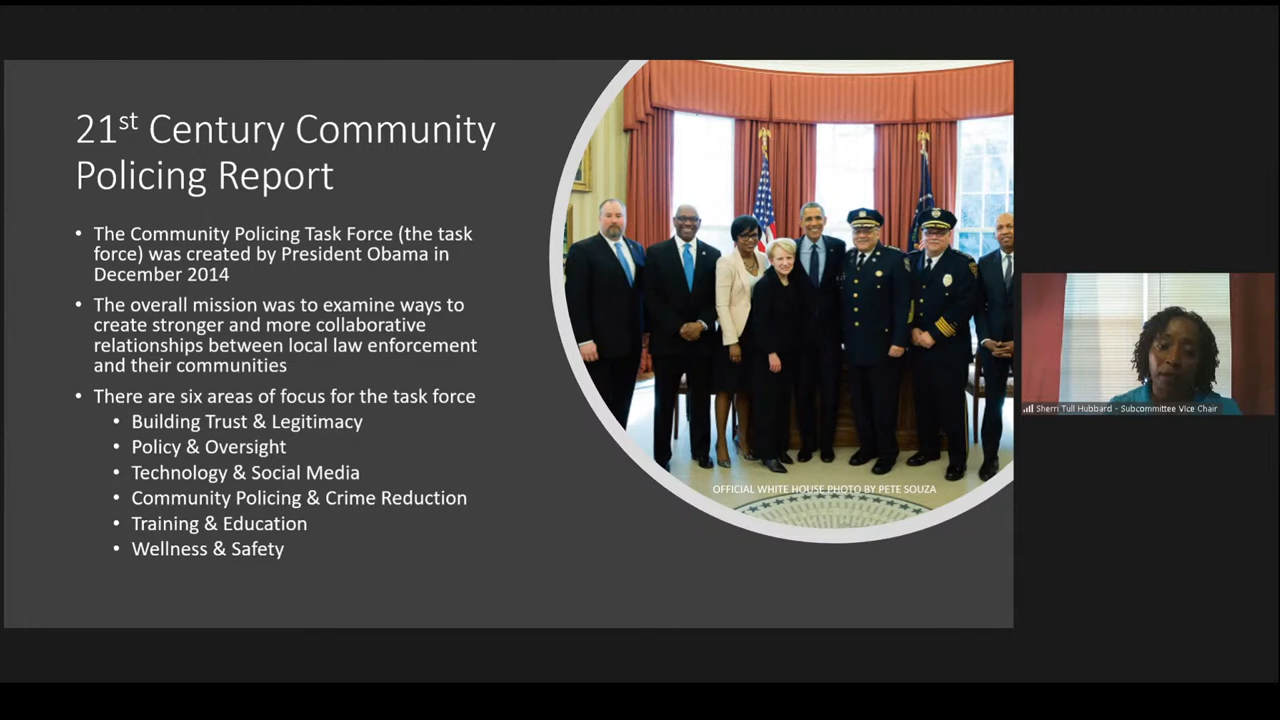 21st Century Community
Policing Report
• The Community Policing Task Force (the task
force) was created by President Obama in
December 2014
• The overall mission was to examine ways to
create stronger and more collaborative
relationships between local law enforcement
and their communities
• There are six areas of focus for the task force
• Building Trust & Legitimacy
• Policy & Oversight
• Technology & Social Media
• Community Policing & Crime Reduction
• Training & Education
• Wellness & Safety
OFFICIAL WHITE HOUSE PHOTO BY PETE SOUZA
Sherri Tull Hubbard - Subcommittee Vice Chair